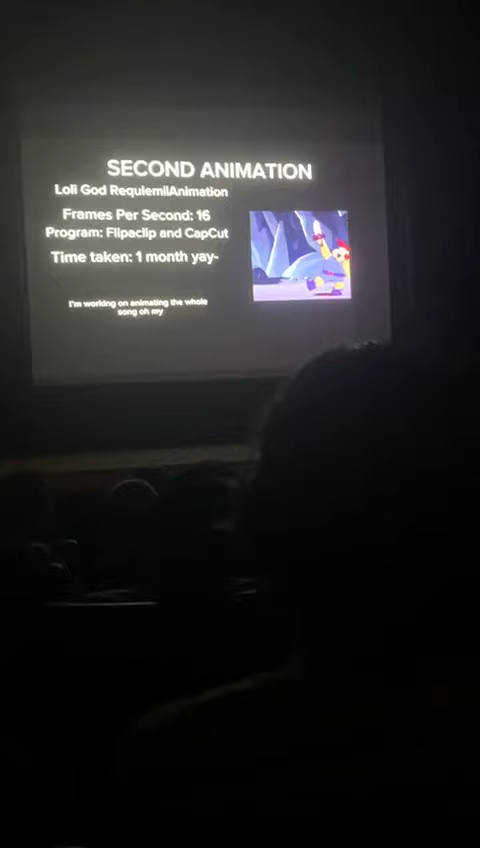 SECOND ANIMATION
Loli God Requiem||Animation
Frames Per Second: 16
Program: Flipaclip and CapCut
Time taken: 1 month yay-
I'm working on animating the whole
song oh my